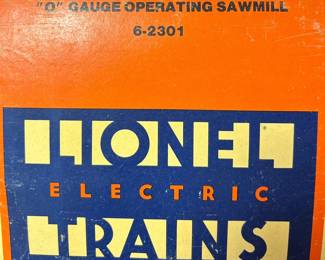 "O" GAUGE OPERATING SAWMILL
6-2301
LIONEL
ELECTRIC
TRAINS